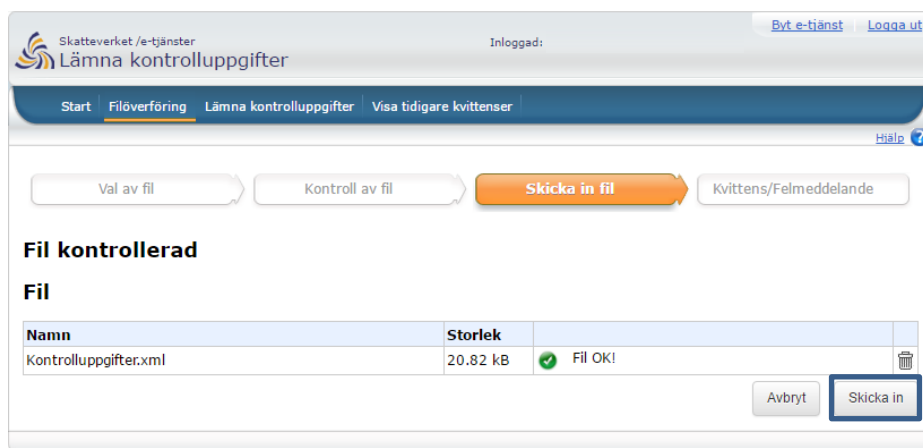 Byt e-tjänst Logga ut
Skatteverket /e-tjänster Inloggad:
Lämna kontrolluppgifter
Start Filöverföring Lämna kontrolluppgifter Visa tidigare kvittenser
Hjälp ?
Val av fil Kontroll av fil Skicka in fil Kvittens/Felmeddelande
Fil kontrollerad
Fil
Namn Storlek
Kontrolluppgifter.xml 20.82 kB Fil OK!
Avbryt Skicka in